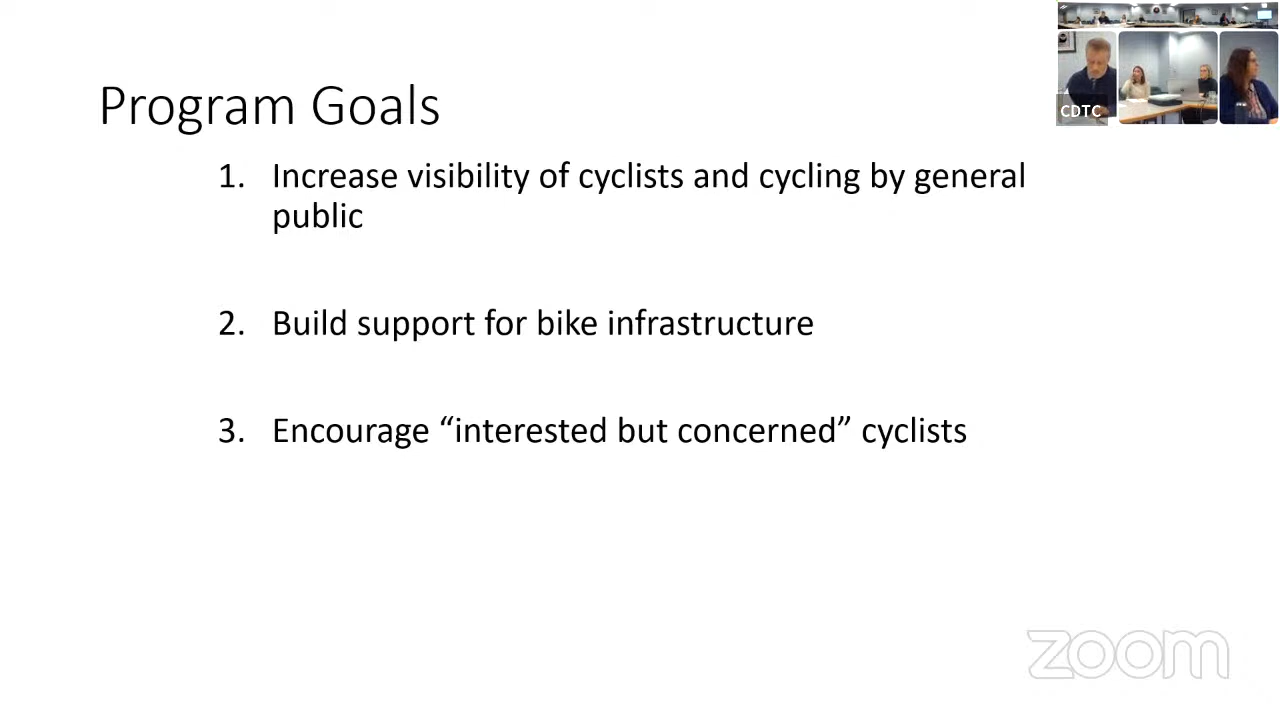 Program Goals
1. Increase visibility of cyclists and cycling by general
public
2. Build support for bike infrastructure
3. Encourage “interested but concerned” cyclists
CDTC
zoom